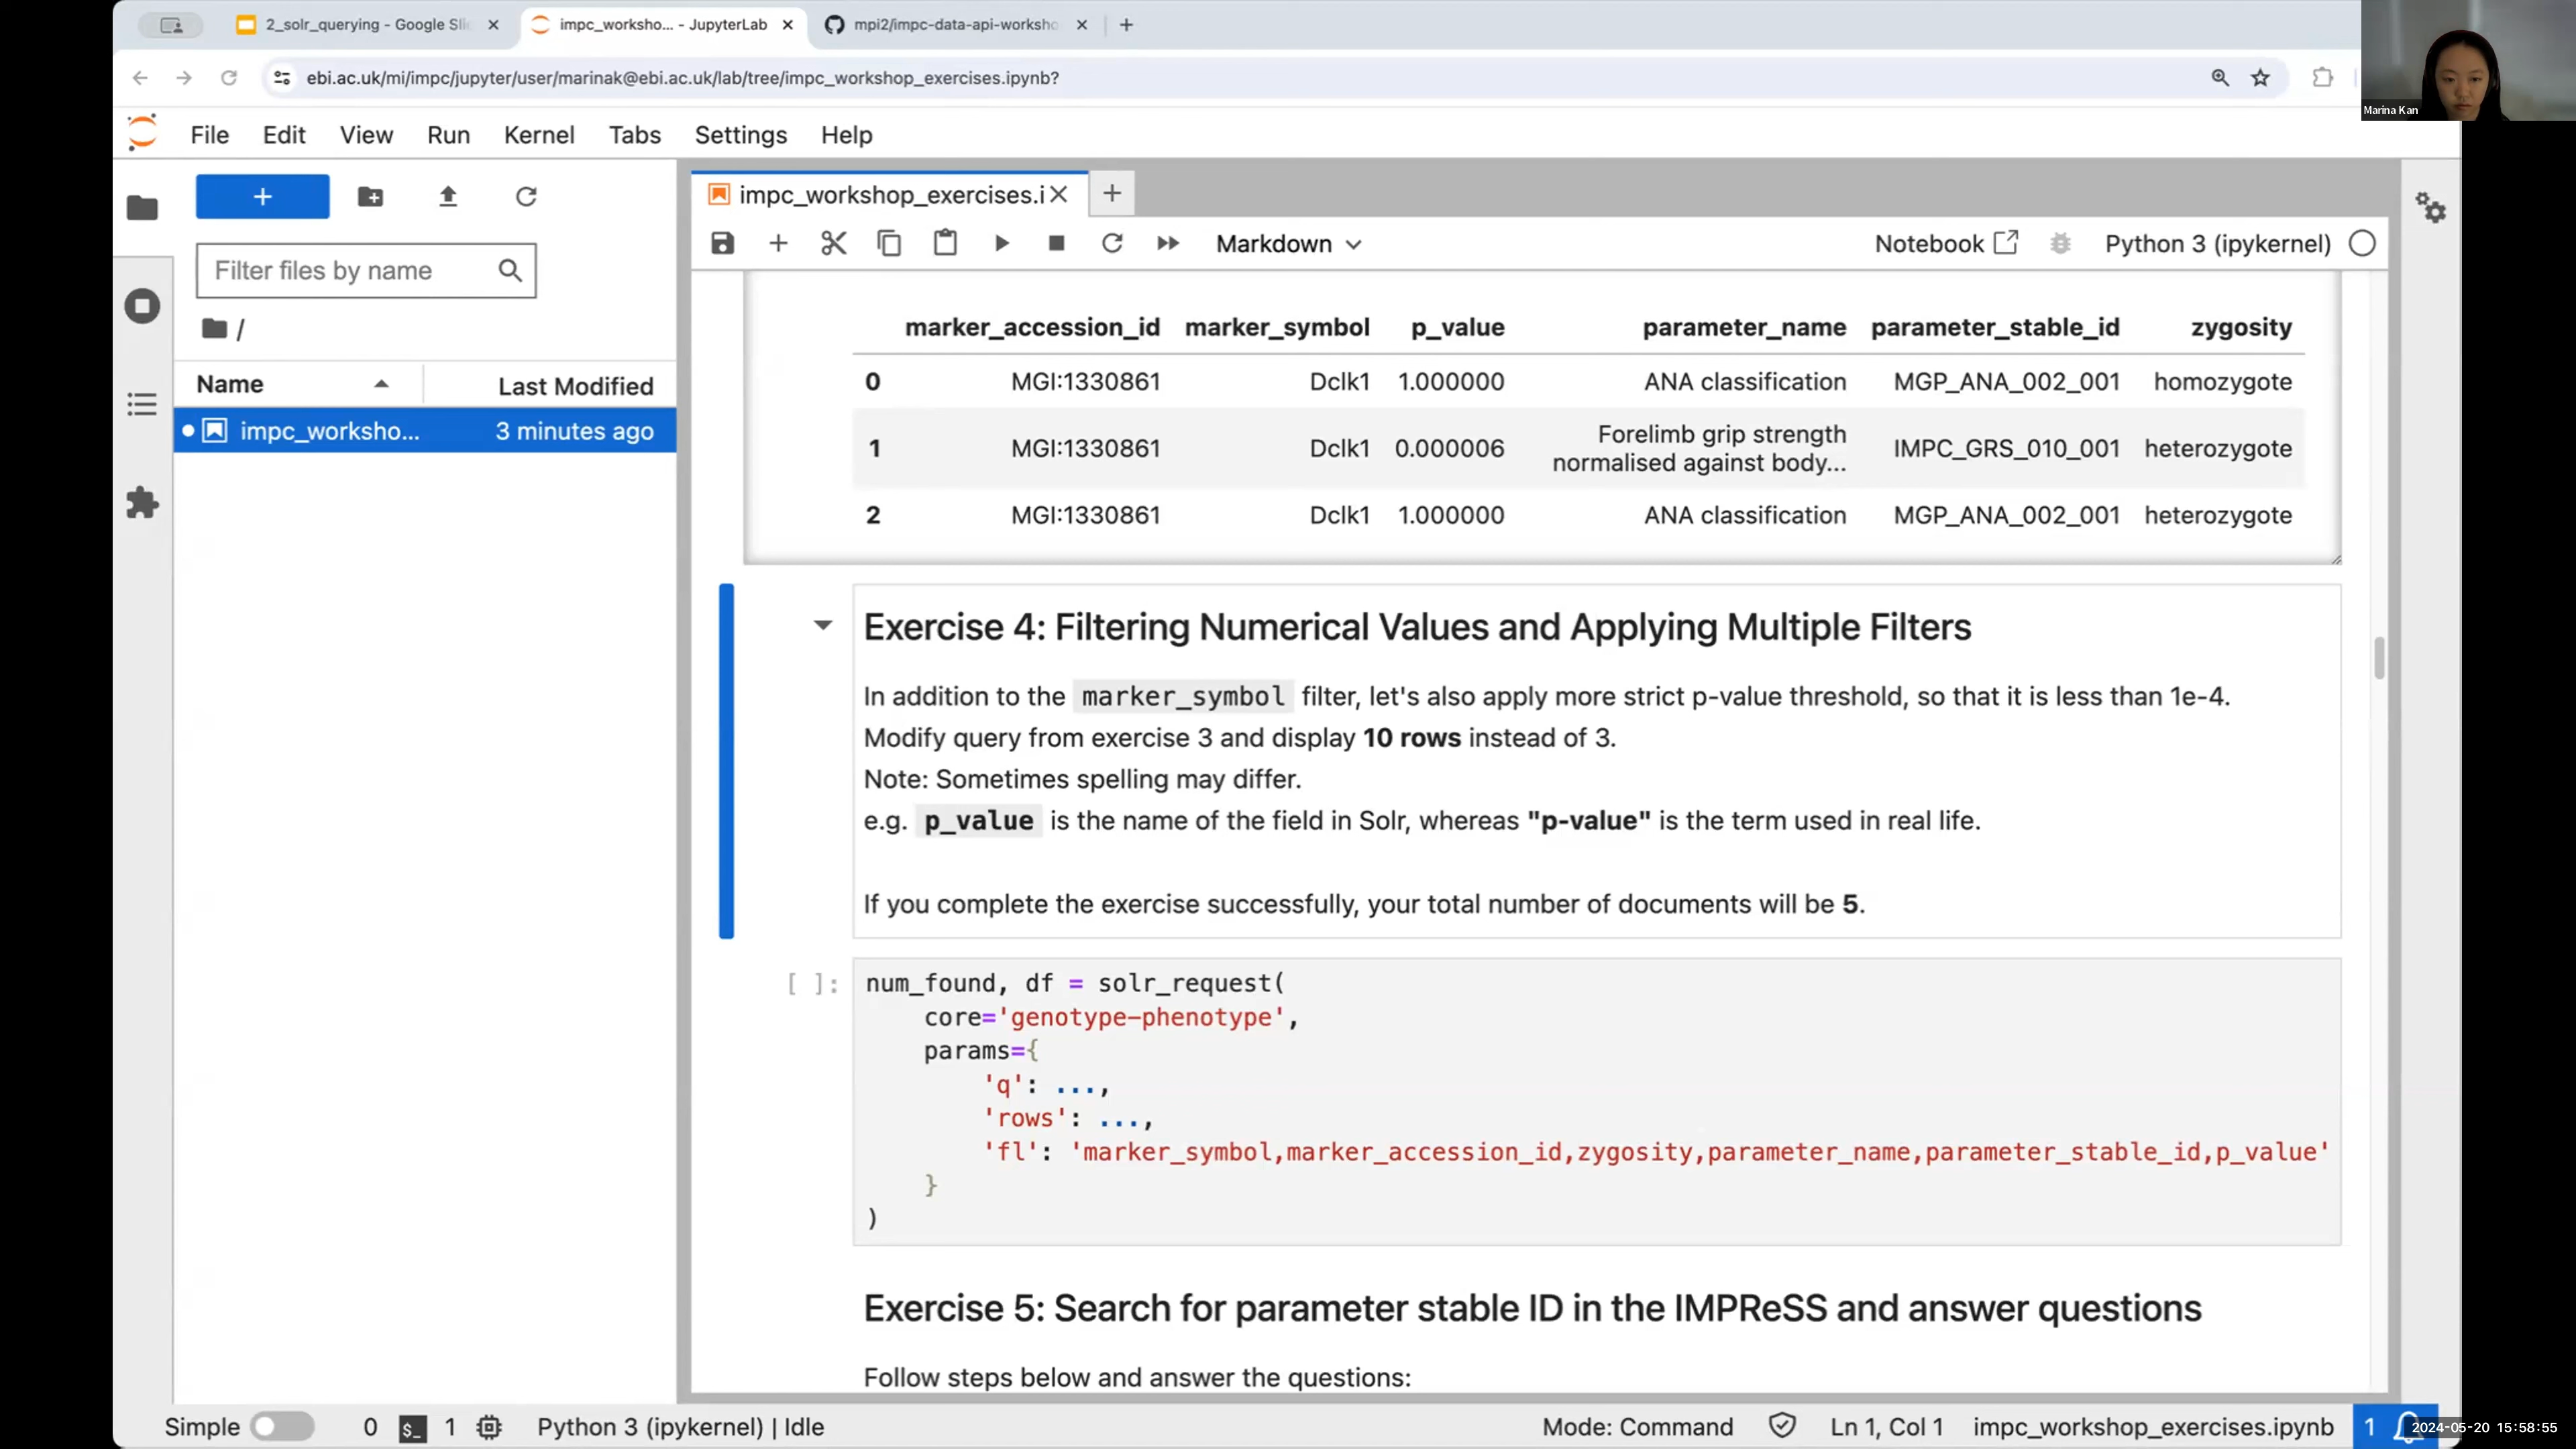 2_solr_querying - Google Sli
impc_worksho... - JupyterLab
mpi2/impc-data-api-worksho
ebi.ac.uk/mi/impc/jupyter/user/marinak@ebi.ac.uk/lab/tree/impc_workshop_exercises.ipynb?
Marina Kan
File Edit View Run Kernel Tabs Settings Help
impc_workshop_exercises.i
Markdown
Notebook
Python 3 (ipykernel)
Filter files by name
/
Name Last Modified
impc_worksho... 3 minutes ago
marker_accession_id marker_symbol p_value parameter_name parameter_stable_id zygosity
0 MGI:1330861 Dclk1 1.000000 ANA classification MGP_ANA_002_001 homozygote
1 MGI:1330861 Dclk1 0.000006 Forelimb grip strength normalised against body... IMPC_GRS_010_001 heterozygote
2 MGI:1330861 Dclk1 1.000000 ANA classification MGP_ANA_002_001 heterozygote
Exercise 4: Filtering Numerical Values and Applying Multiple Filters
In addition to the marker_symbol filter, let's also apply more strict p-value threshold, so that it is less than 1e-4.
Modify query from exercise 3 and display 10 rows instead of 3.
Note: Sometimes spelling may differ.
e.g. p_value is the name of the field in Solr, whereas "p-value" is the term used in real life.
If you complete the exercise successfully, your total number of documents will be 5.
[ ]:
num_found, df = solr_request(
core='genotype-phenotype',
params={
'q': ...,
'rows': ...,
'fl': 'marker_symbol,marker_accession_id,zygosity,parameter_name,parameter_stable_id,p_value'
}
)
Exercise 5: Search for parameter stable ID in the IMPReSS and answer questions
Follow steps below and answer the questions:
Simple 0 $_ 1 Python 3 (ipykernel) | Idle Mode: Command Ln 1, Col 1 impc_workshop_exercises.ipynb 1
2024-05-20 15:58:55